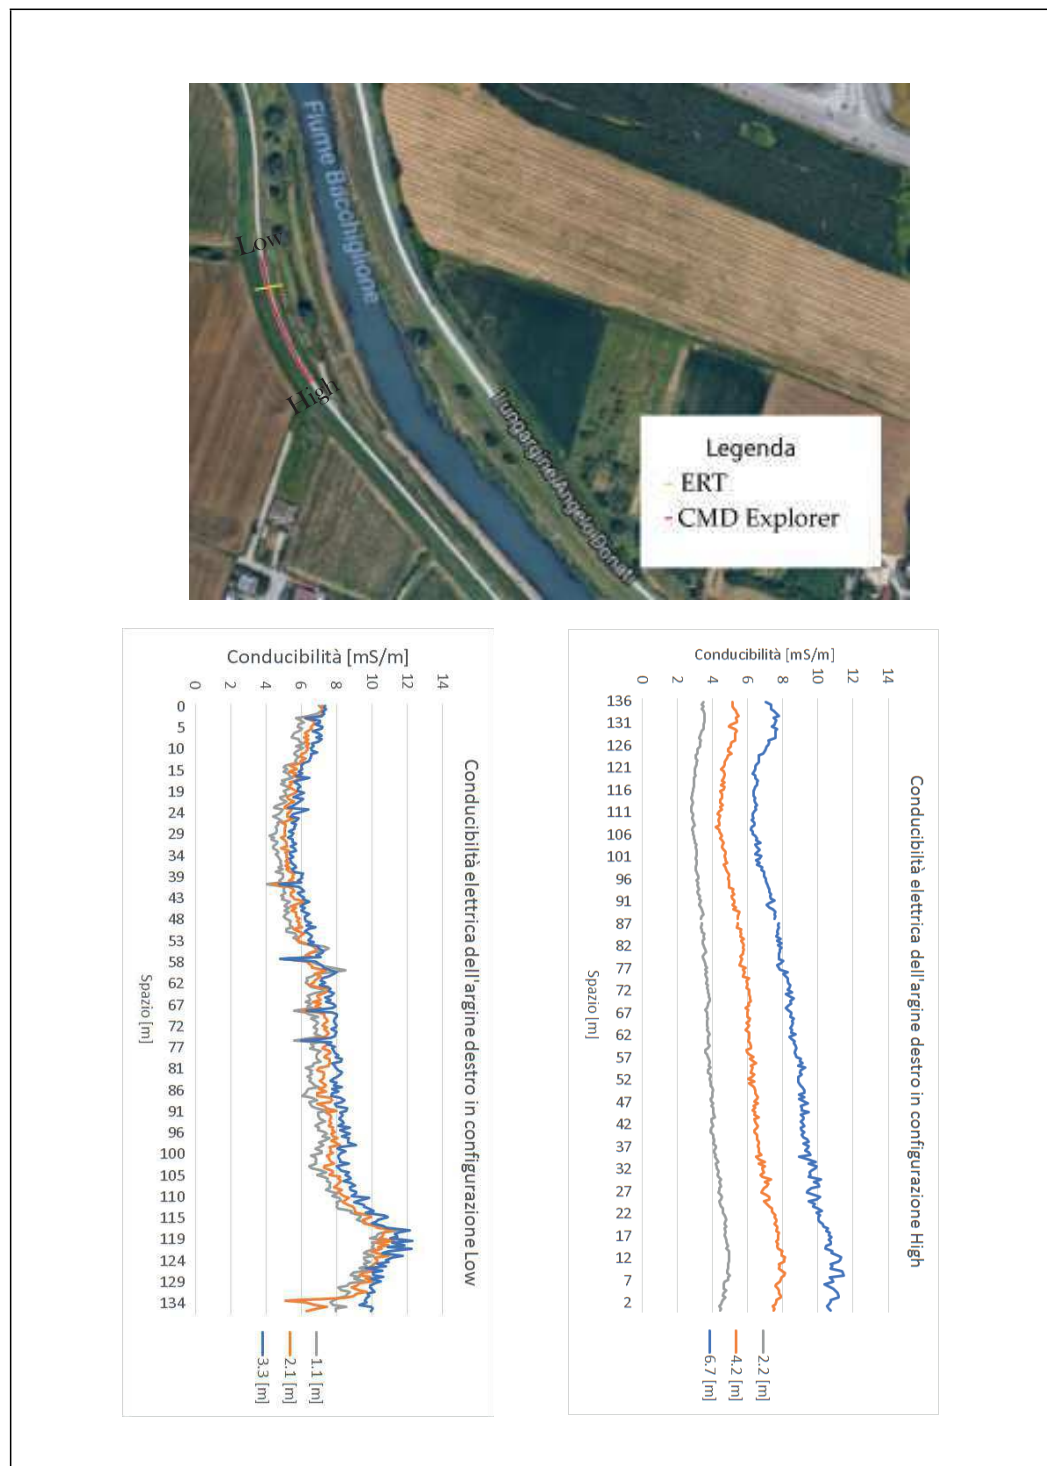 Fiume Bacchiglione
Low
High
Lungargine Angelo Donati
Legenda
ERT
CMD Explorer
Conducibilità [mS/m]
0 2 4 6 8 10 12 14
0
5
10
15
19
24
29
34
39
43
48
53
58
62
67
72
77
81
86
91
96
100
105
110
115
119
124
129
134
Spazio [m]
Conducibiltà elettrica dell'argine destro in configurazione Low
1.1 [m]
2.1 [m]
3.3 [m]
Conducibilità [mS/m]
0 2 4 6 8 10 12 14
136
131
126
121
116
111
106
101
96
91
87
82
77
72
67
62
57
52
47
42
37
32
27
22
17
12
7
2
Spazio [m]
Conducibiltà elettrica dell'argine destro in configurazione High
2.2 [m]
4.2 [m]
6.7 [m]